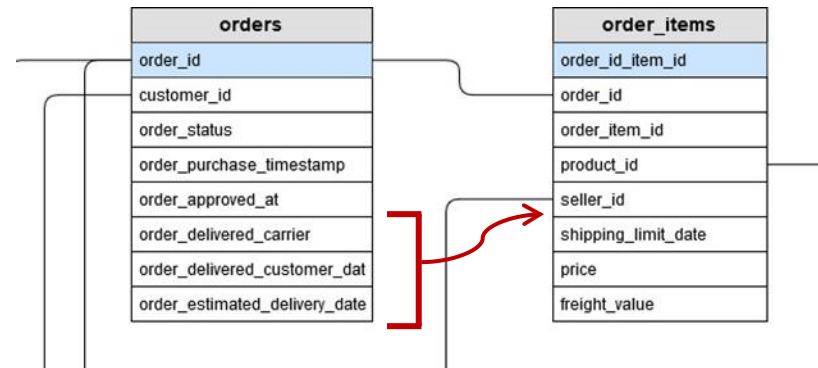 orders
order_id
customer_id
order_status
order_purchase_timestamp
order_approved_at
order_delivered_carrier
order_delivered_customer_dat
order_estimated_delivery_date
order_items
order_id_item_id
order_id
order_item_id
product_id
seller_id
shipping_limit_date
price
freight_value